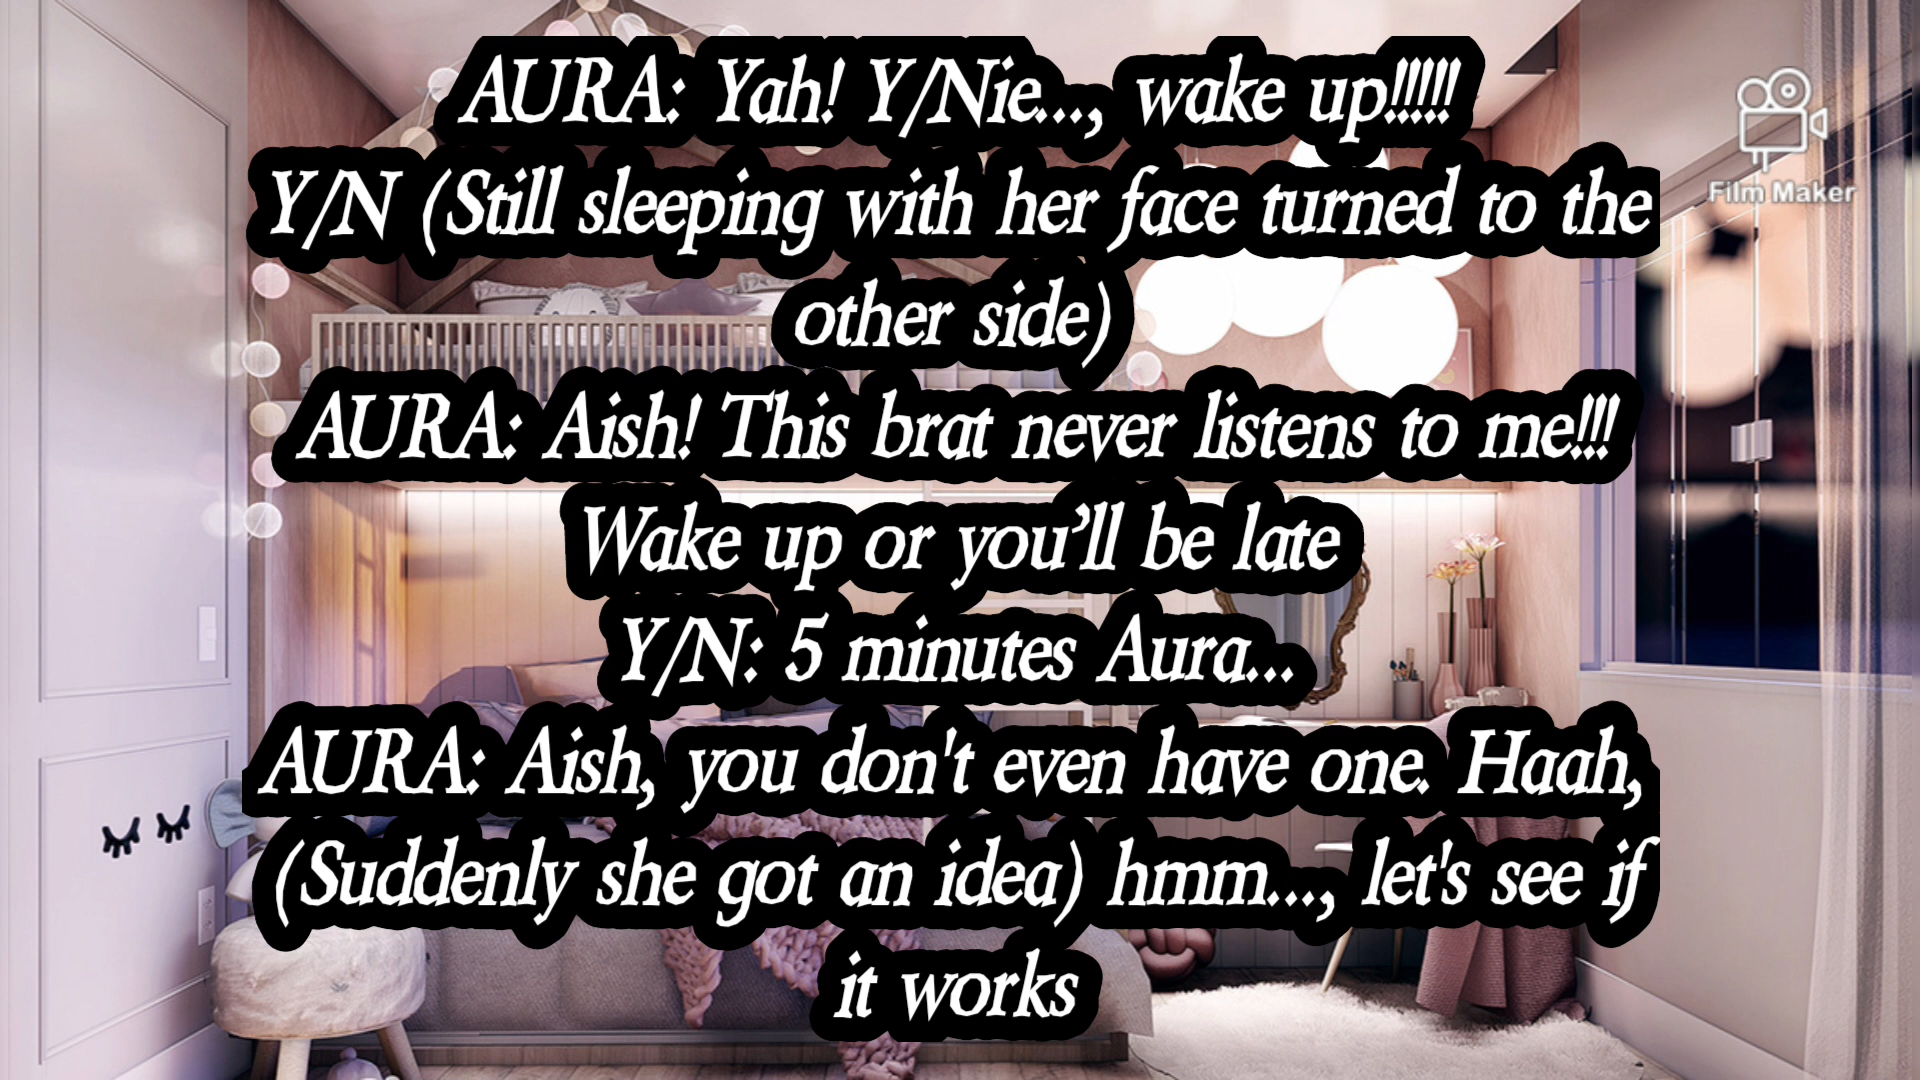 AURA: Yah! Y/Nie..., wake up!!!!!
Y/N (Still sleeping with her face turned to the
other side)
AURA: Aish! This brat never listens to me!!!
Wake up or you’ll be late
Y/N: 5 minutes Aura...
AURA: Aish, you don't even have one. Haah,
(Suddenly she got an idea) hmm..., let's see if
it works
Film Maker